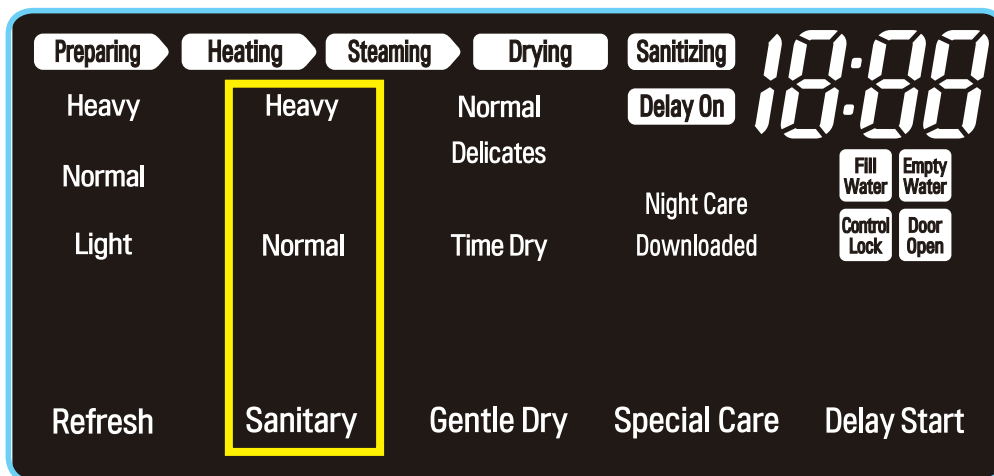 Preparing Heating Steaming Drying Sanitizing 18:88
Heavy Heavy Normal Delay On
Delicates
Normal
Fill Water
Empty Water
Night Care
Light Normal Time Dry Downloaded
Control Lock
Door Open
Refresh Sanitary Gentle Dry Special Care Delay Start